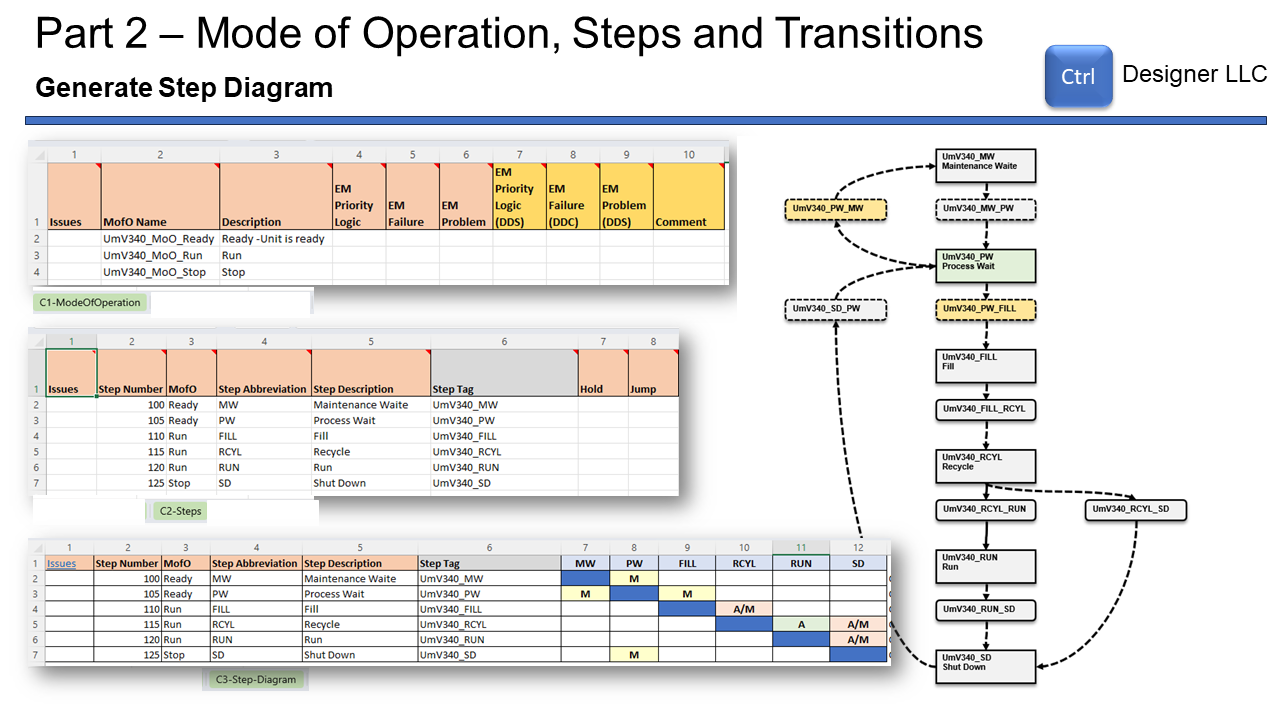 Part 2 – Mode of Operation, Steps and Transitions
Generate Step Diagram
Ctrl
Designer LLC
1 2 3 4 5 6 7 8 9 10
1 Issues MofO Name Description EM Priority Logic EM Failure EM Problem EM Priority Logic (DDS) EM Failure (DDC) EM Problem (DDS) Comment
2 UmV340_MoO_Ready Ready -Unit is ready
3 UmV340_MoO_Run Run
4 UmV340_MoO_Stop Stop
C1-ModeOfOperation
1 2 3 4 5 6 7 8
1 Issues Step Number MofO Step Abbreviation Step Description Step Tag Hold Jump
2 100 Ready MW Maintenance Waite UmV340_MW
3 105 Ready PW Process Wait UmV340_PW
4 110 Run FILL Fill UmV340_FILL
5 115 Run RCYL Recycle UmV340_RCYL
6 120 Run RUN Run UmV340_RUN
7 125 Stop SD Shut Down UmV340_SD
C2-Steps
1 2 3 4 5 6 7 8 9 10 11 12
1 Issues Step Number MofO Step Abbreviation Step Description Step Tag MW PW FILL RCYL RUN SD
2 100 Ready MW Maintenance Waite UmV340_MW M
3 105 Ready PW Process Wait UmV340_PW M M
4 110 Run FILL Fill UmV340_FILL A/M
5 115 Run RCYL Recycle UmV340_RCYL A A/M
6 120 Run RUN Run UmV340_RUN A/M
7 125 Stop SD Shut Down UmV340_SD M
C3-Step-Diagram
UmV340_MW
Maintenance Waite
UmV340_PW_MW
UmV340_MW_PW
UmV340_PW
Process Wait
UmV340_SD_PW
UmV340_PW_FILL
UmV340_FILL
Fill
UmV340_FILL_RCYL
UmV340_RCYL
Recycle
UmV340_RCYL_RUN
UmV340_RCYL_SD
UmV340_RUN
Run
UmV340_RUN_SD
UmV340_SD
Shut Down